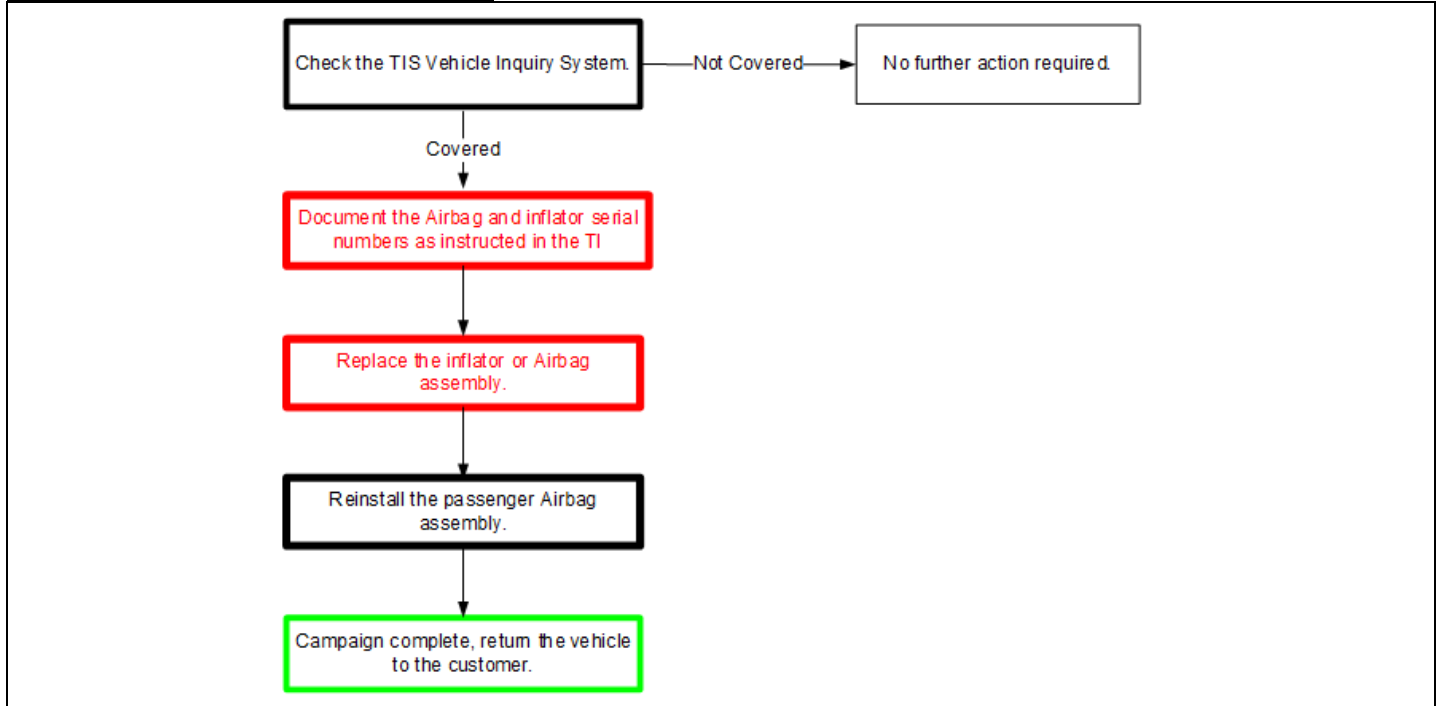 Check the TIS Vehicle Inquiry System.
Not Covered
No further action required.
Covered
Document the Airbag and inflator serial
numbers as instructed in the TI
Replace the inflator or Airbag
assembly.
Reinstall the passenger Airbag
assembly.
Campaign complete, return the vehicle
to the customer.